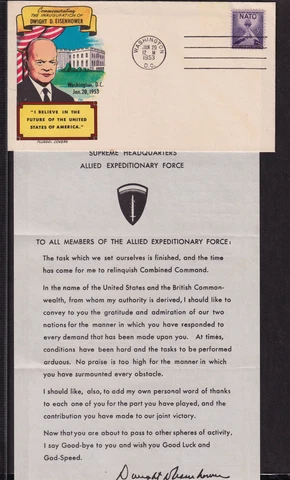 Commemorating
THE INAUGURATION OF
DWIGHT D. EISENHOWER
Washington, D.C.
Jan. 20, 1953
"I BELIEVE IN THE
FUTURE OF THE UNITED
STATES OF AMERICA."
FLUEGEL COVERS
WASHINGTON
JAN 20
12 M
1953
D.C.
NATO
SUPREME HEADQUARTERS
ALLIED EXPEDITIONARY FORCE
TO ALL MEMBERS OF THE ALLIED EXPEDITIONARY FORCE:
The task which we set ourselves is finished, and the time
has come for me to relinquish Combined Command.
In the name of the United States and the British Common-
wealth, from whom my authority is derived, I should like to
convey to you the gratitude and admiration of our two
nations for the manner in which you have responded to
every demand that has been made upon you. At times,
conditions have been hard and the tasks to be performed
arduous. No praise is too high for the manner in which
you have surmounted every obstacle.
I should like, also, to add my own personal word of thanks
to each one of you for the part you have played, and the
contribution you have made to our joint victory.
Now that you are about to pass to other spheres of activity,
I say Good-bye to you and wish you Good Luck and
God-Speed.
Dwight D Eisenhower